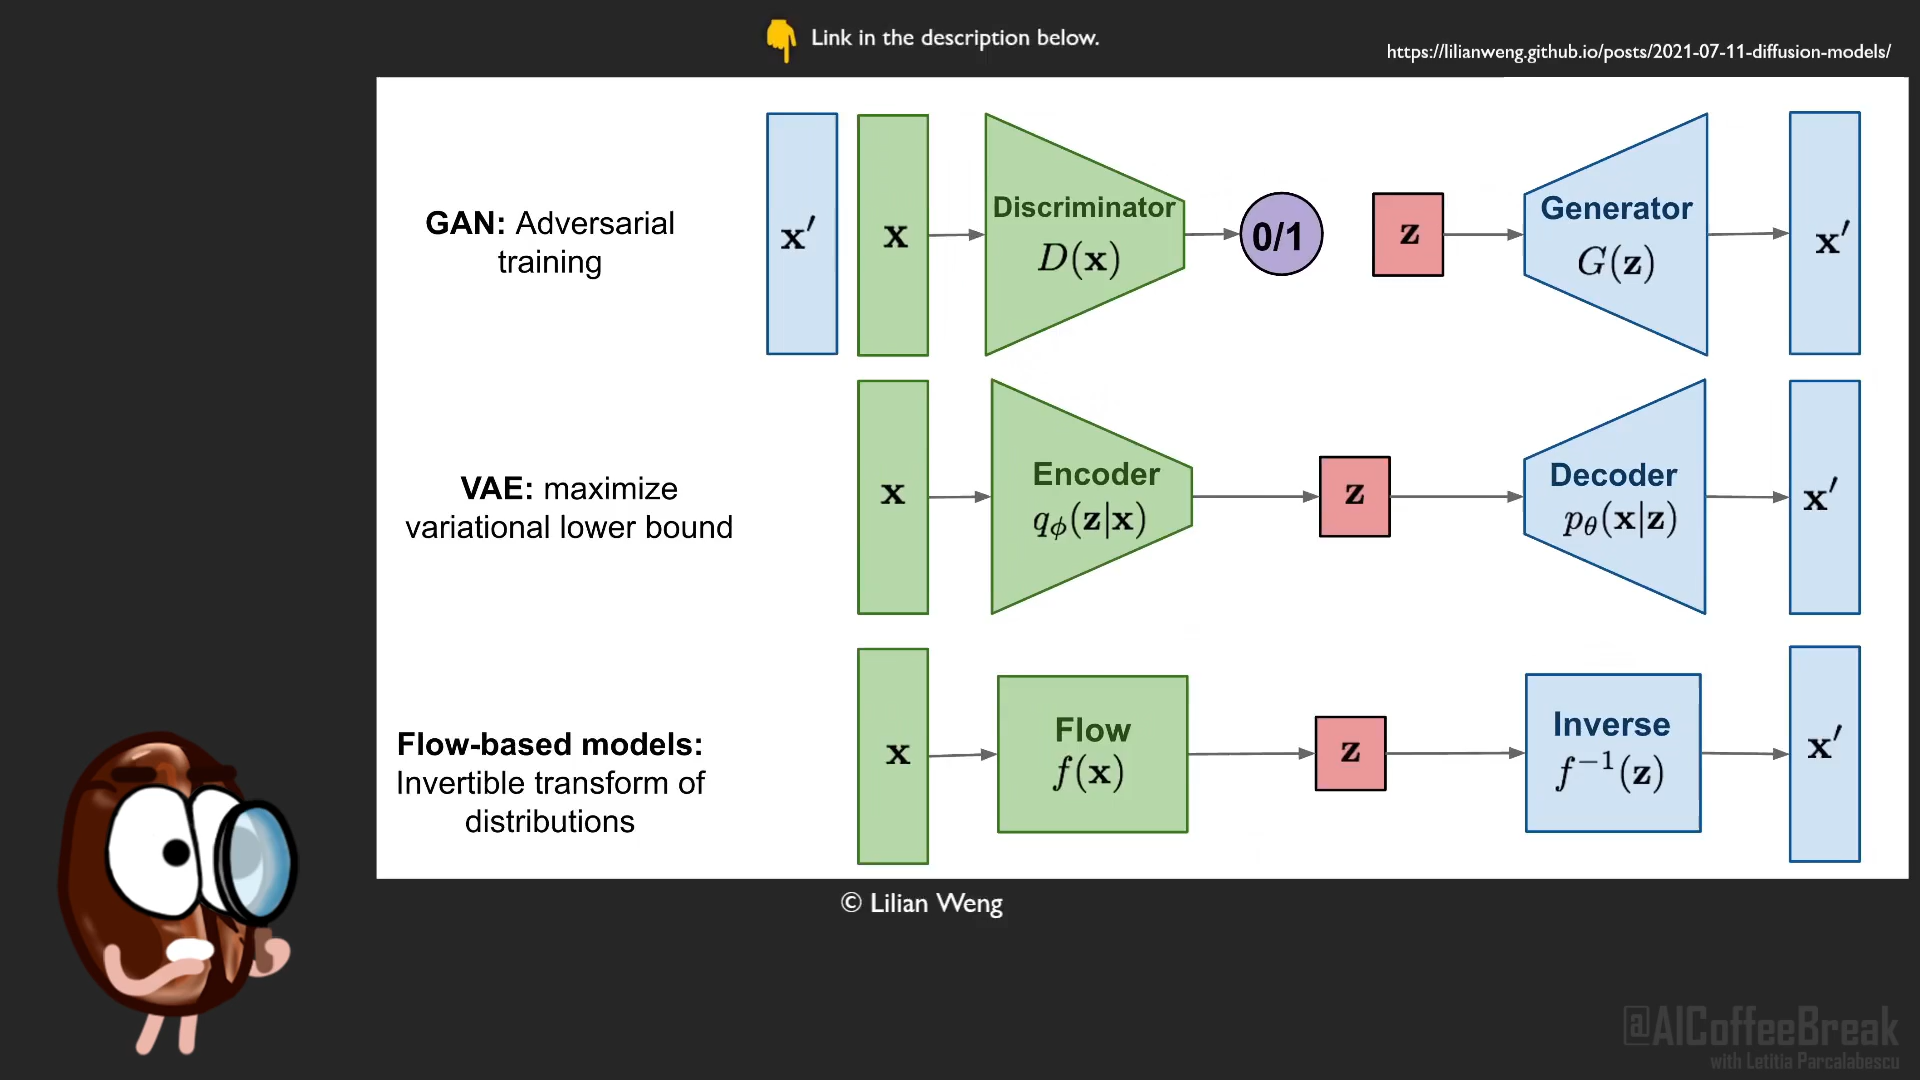 👇 Link in the description below.
https://lilianweng.github.io/posts/2021-07-11-diffusion-models/
GAN: Adversarial
training
x′
x
Discriminator
D(x)
0/1
z
Generator
G(z)
x′
VAE: maximize
variational lower bound
x
Encoder
qϕ(z|x)
z
Decoder
pθ(x|z)
x′
Flow-based models:
Invertible transform of
distributions
x
Flow
f(x)
z
Inverse
f⁻¹(z)
x′
© Lilian Weng
@AICoffeeBreak
with Letitia Parcalabescu